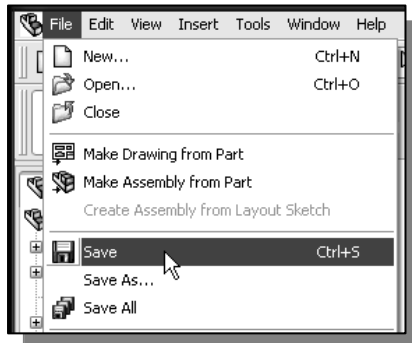 File Edit View Insert Tools Window Help
New... Ctrl+N
Open... Ctrl+O
Close
Make Drawing from Part
Make Assembly from Part
Create Assembly from Layout Sketch
Save Ctrl+S
Save As...
Save All